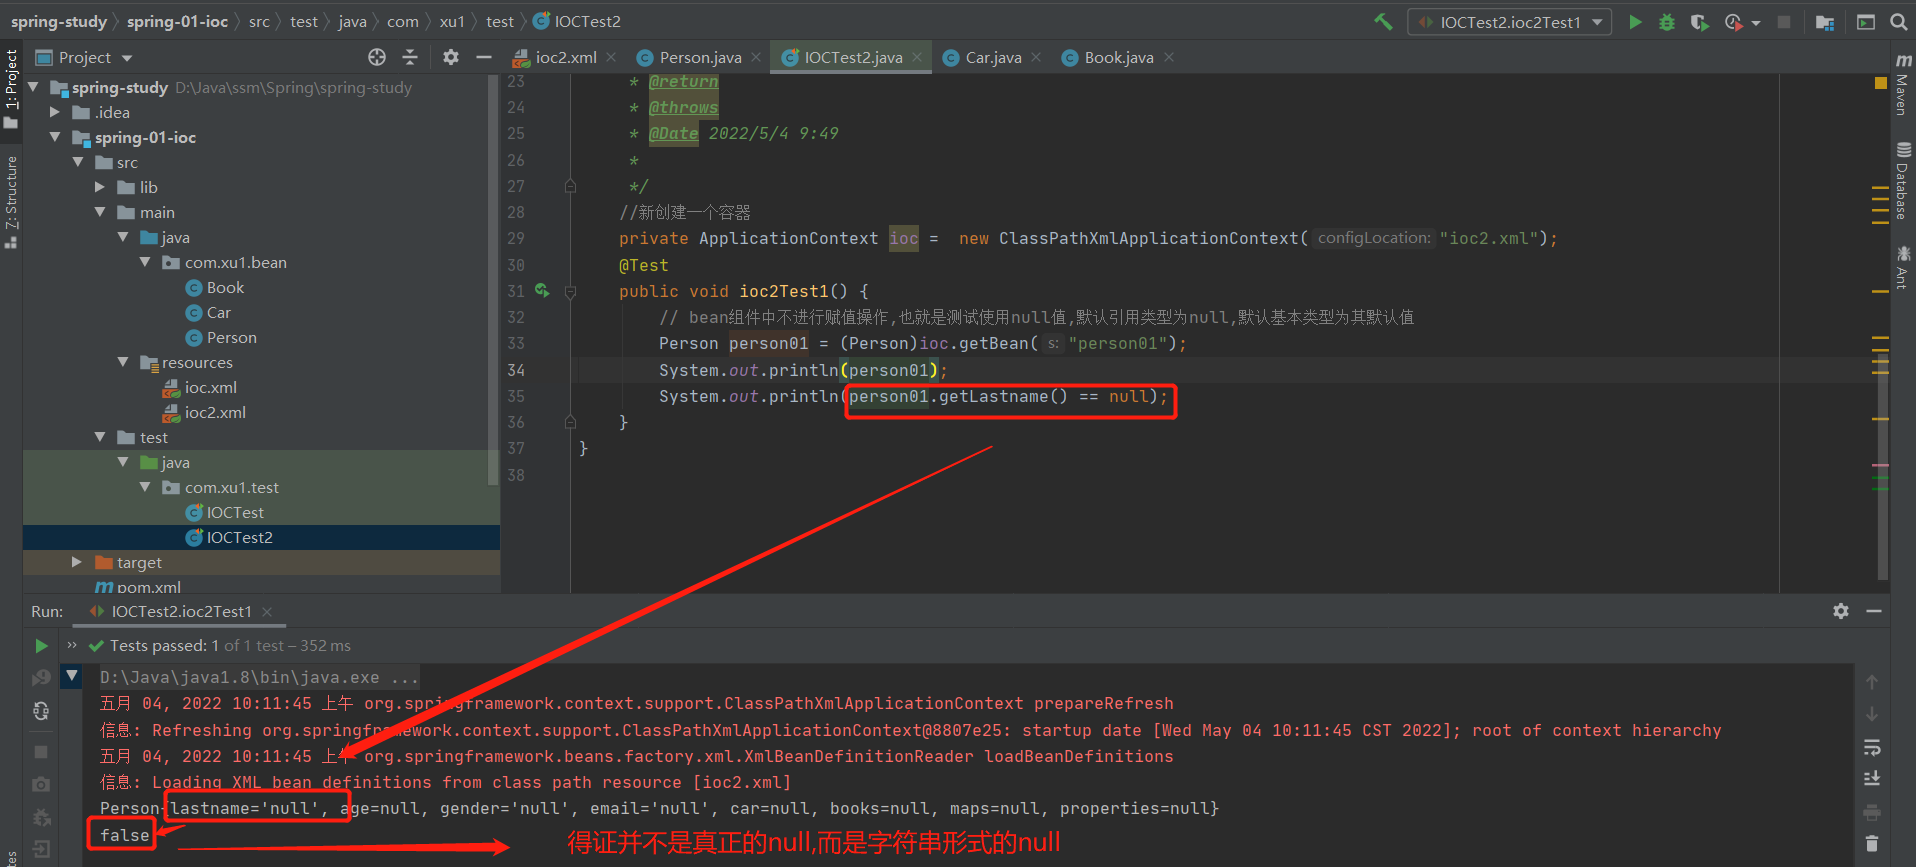 spring-study spring-01-ioc src test java com xu1 test IOCTest2
IOCTest2.ioc2Test1
1: Project
Z: Structure
Project
ioc2.xml Person.java IOCTest2.java Car.java Book.java
Maven
Database
Ant
spring-study D:\Java\ssm\Spring\spring-study
.idea
spring-01-ioc
src
lib
main
java
com.xu1.bean
Book
Car
Person
resources
ioc.xml
ioc2.xml
test
java
com.xu1.test
IOCTest
IOCTest2
target
pom.xml
23 * @return
24 * @throws
25 * @Date 2022/5/4 9:49
26 *
27 */
28 //新创建一个容器
29 private ApplicationContext ioc = new ClassPathXmlApplicationContext( configLocation: "ioc2.xml");
30 @Test
31 public void ioc2Test1() {
32 // bean组件中不进行赋值操作,也就是测试使用null值,默认引用类型为null,默认基本类型为其默认值
33 Person person01 = (Person)ioc.getBean( s: "person01");
34 System.out.println(person01);
35 System.out.println(person01.getLastname() == null);
36 }
37 }
38
Run: IOCTest2.ioc2Test1
Tests passed: 1 of 1 test – 352 ms
D:\Java\java1.8\bin\java.exe ...
五月 04, 2022 10:11:45 上午 org.springframework.context.support.ClassPathXmlApplicationContext prepareRefresh
信息: Refreshing org.springframework.context.support.ClassPathXmlApplicationContext@8807e25: startup date [Wed May 04 10:11:45 CST 2022]; root of context hierarchy
五月 04, 2022 10:11:45 上午 org.springframework.beans.factory.xml.XmlBeanDefinitionReader loadBeanDefinitions
信息: Loading XML bean definitions from class path resource [ioc2.xml]
Person{lastname='null', age=null, gender='null', email='null', car=null, books=null, maps=null, properties=null}
false
得证并不是真正的null,而是字符串形式的null